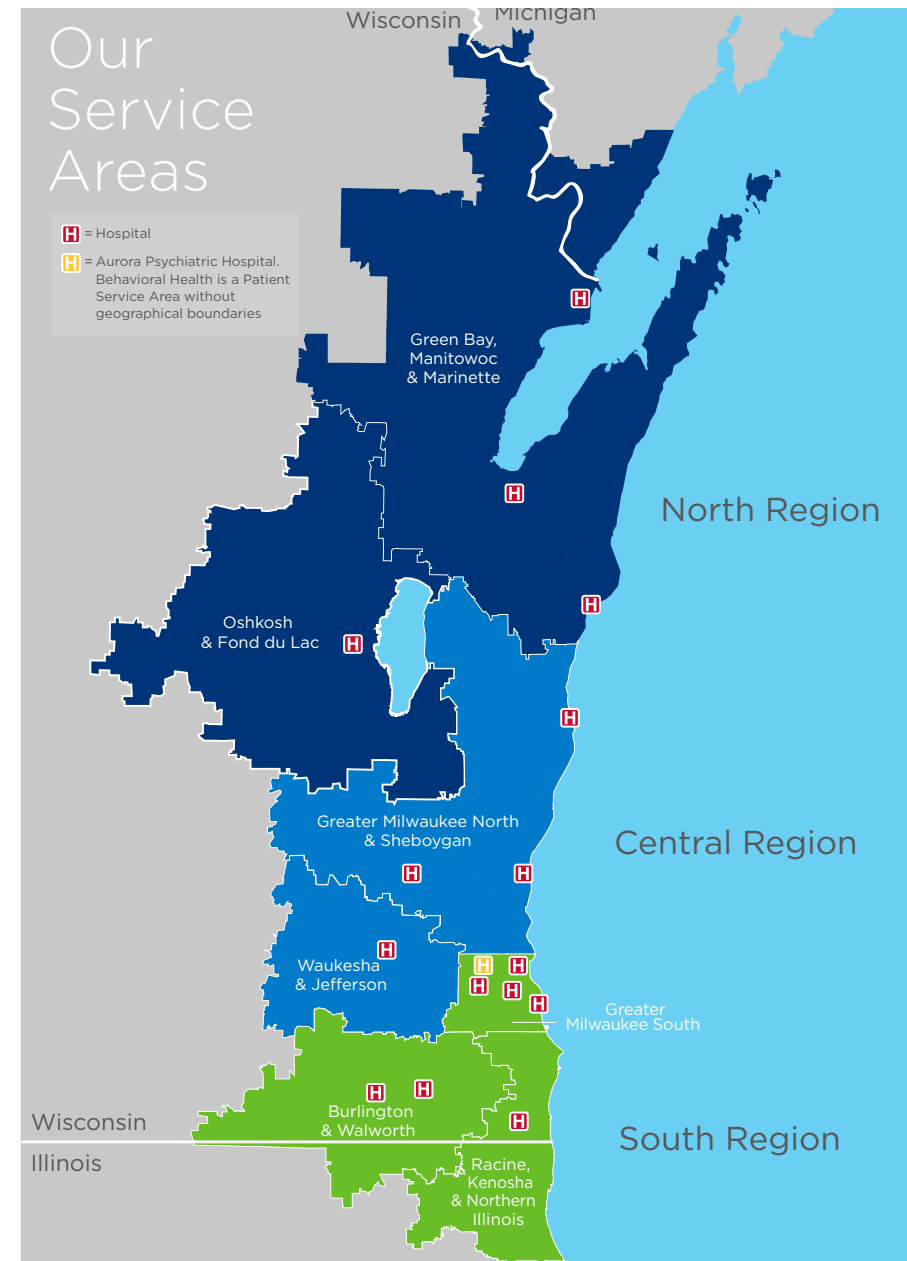 Wisconsin
Michigan
Our
Service
Areas
H = Hospital
H = Aurora Psychiatric Hospital.
Behavioral Health is a Patient
Service Area without
geographical boundaries
H
Green Bay,
Manitowoc
& Marinette
H
North Region
H
Oshkosh
& Fond du Lac
H
H
Greater Milwaukee North
& Sheboygan
Central Region
H
H
H
Waukesha
& Jefferson
H
H
H
H
H
Greater
Milwaukee South
H
H
Burlington
& Walworth
H
Wisconsin
South Region
Illinois
Racine,
Kenosha
& Northern
Illinois